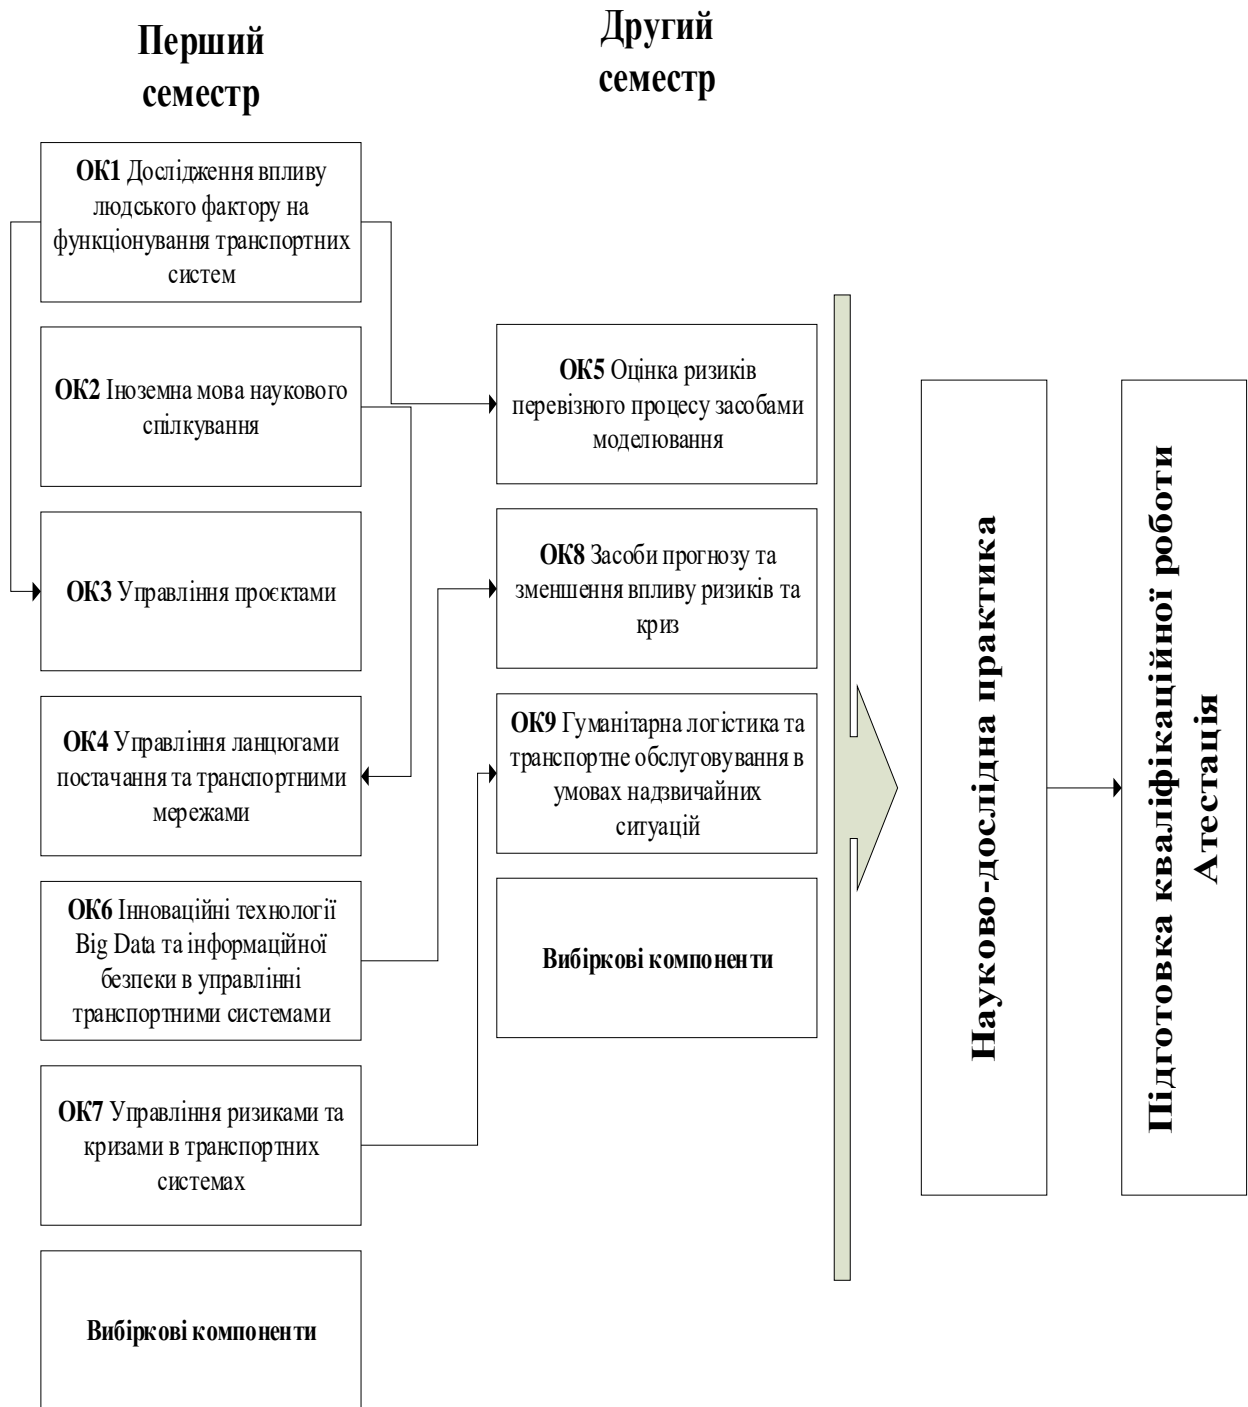 Перший
семестр
ОК1 Дослідження впливу
людського фактору на
функціонування транспортних
систем
ОК2 Іноземна мова наукового
спілкування
ОК3 Управління проєктами
ОК4 Управління ланцюгами
постачання та транспортними
мережами
ОК6 Інноваційні технології
Big Data та інформаційної
безпеки в управлінні
транспортними системами
ОК7 Управління ризиками та
кризами в транспортних
системах
Вибіркові компоненти
Другий
семестр
ОК5 Оцінка ризиків
перевізного процесу засобами
моделювання
ОК8 Засоби прогнозу та
зменшення впливу ризиків та
криз
ОК9 Гуманітарна логістика та
транспортне обслуговування в
умовах надзвичайних
ситуацій
Вибіркові компоненти
Науково-дослідна практика
Підготовка кваліфікаційної роботи
Атестація